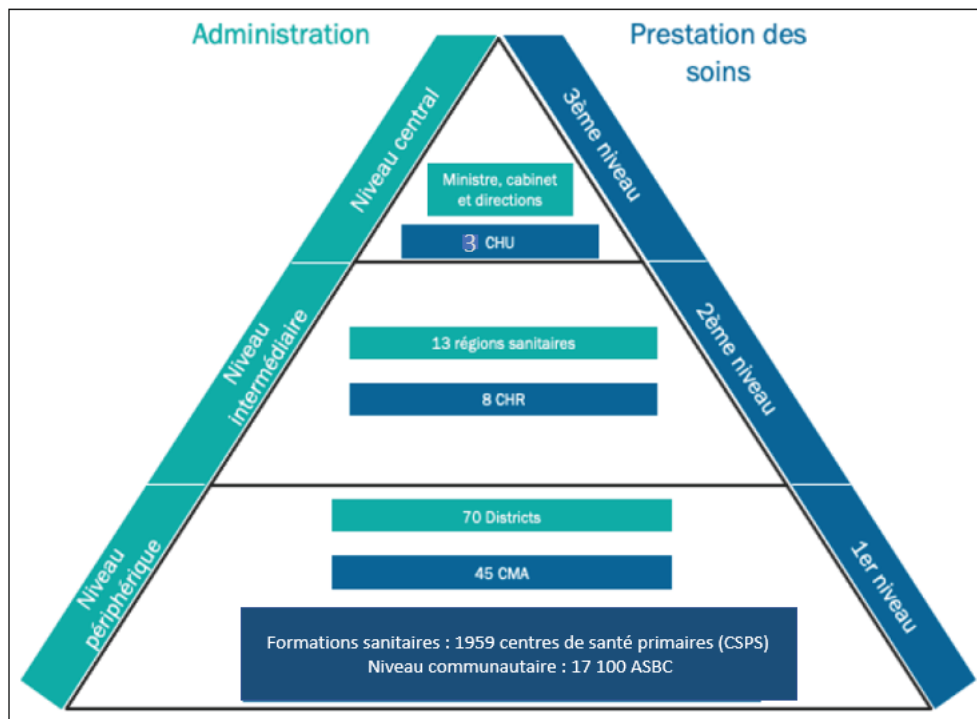 Administration
Prestation des
soins
Niveau central
3ème niveau
Ministre, cabinet
et directions
3 CHU
Niveau
intermédiaire
2ème niveau
13 régions sanitaires
8 CHR
Niveau
périphérique
1er niveau
70 Districts
45 CMA
Formations sanitaires : 1959 centres de santé primaires (CSPS)
Niveau communautaire : 17 100 ASBC